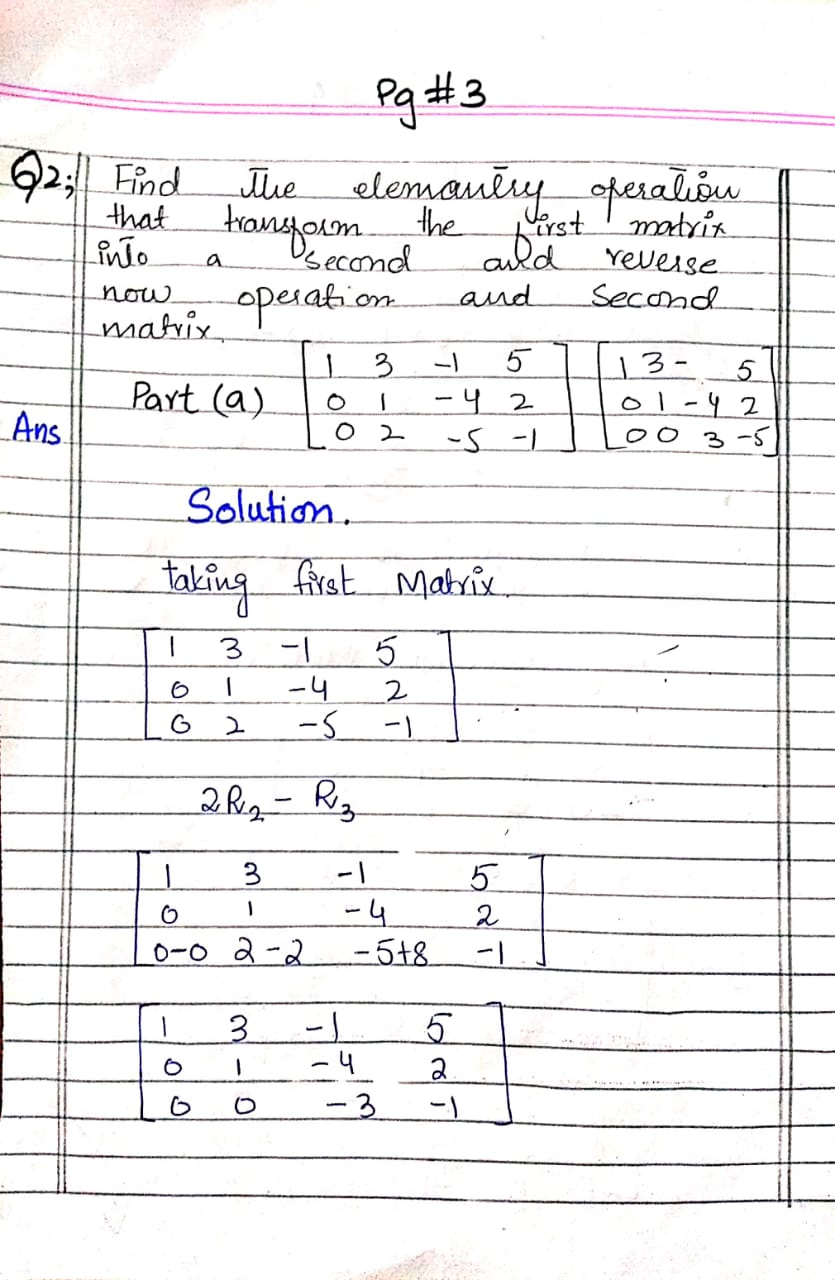 Pg #3
Q2; Find the elemantry operation
that transform the first matrix
into a second and reverse
now operation and second
matrix.
Part (a) [1 3 -1 5] [1 3 - 5]
[0 1 -4 2] [0 1 -4 2]
Ans [0 2 -5 -1] [0 0 3 -5]
Solution.
taking first Matrix.
[1 3 -1 5]
[0 1 -4 2]
[0 2 -5 -1]
2R₂ - R₃
[1 3 -1 5]
[0 1 -4 2]
[0-0 2-2 -5+8 -1]
[1 3 -1 5]
[0 1 -4 2]
[0 0 -3 -1]